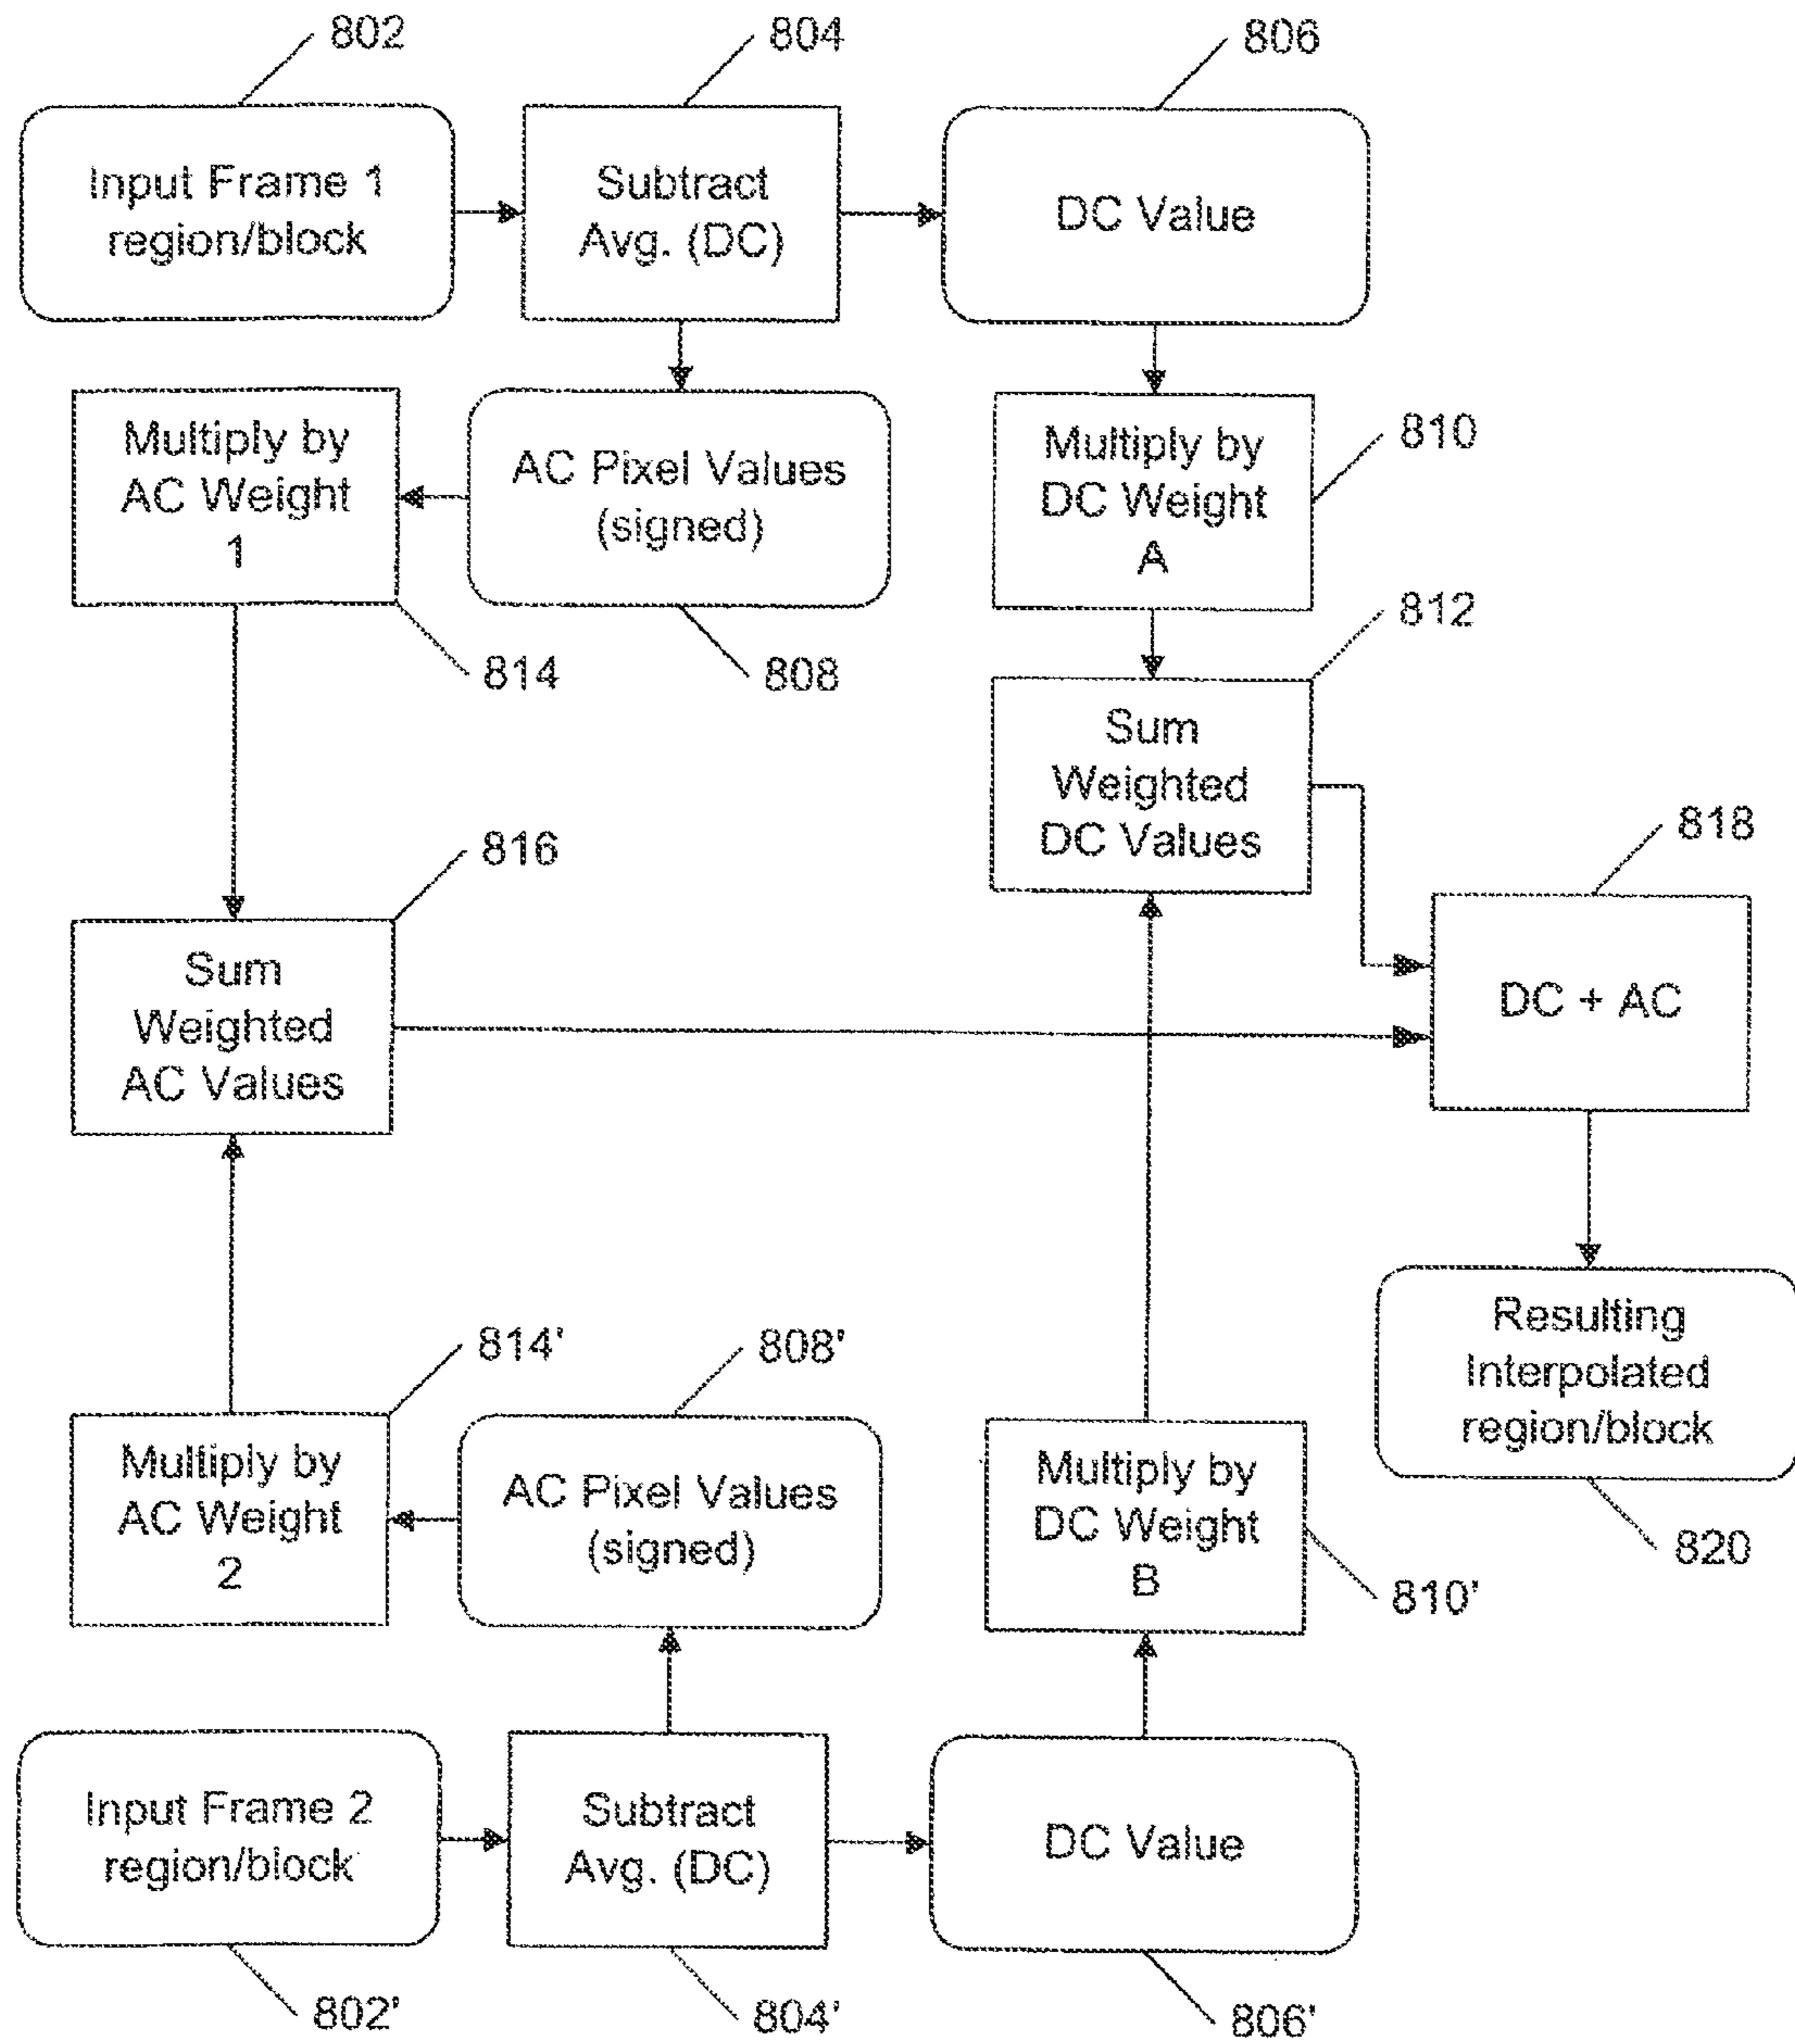 802
804
806
Input Frame 1
region/block
Subtract
Avg. (DC)
DC Value
Multiply by
AC Weight
1
AC Pixel Values
(signed)
Multiply by
DC Weight
A
810
814
808
812
Sum
Weighted
DC Values
816
818
Sum
Weighted
AC Values
DC + AC
814'
808'
Resulting
Interpolated
region/block
Multiply by
AC Weight
2
AC Pixel Values
(signed)
Multiply by
DC Weight
B
820
810'
Input Frame 2
region/block
Subtract
Avg. (DC)
DC Value
802'
804'
806'